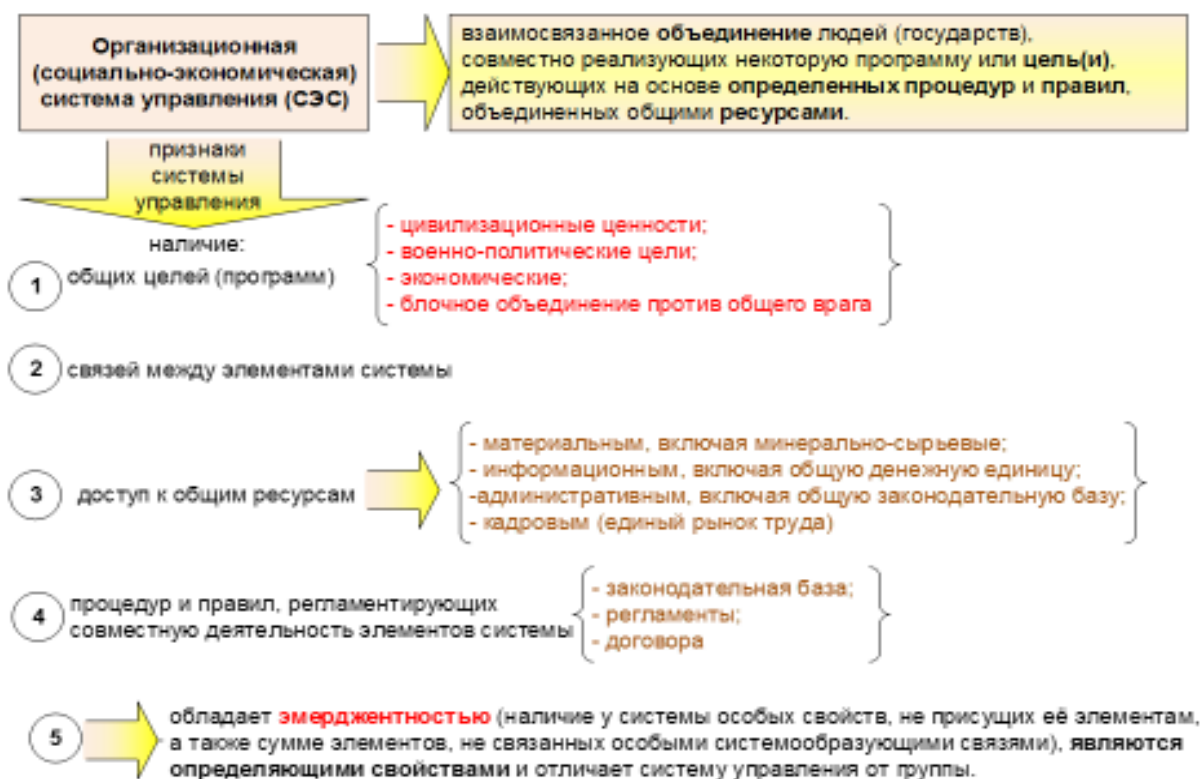 Организационная
(социально-экономическая)
система управления (СЭС)
взаимосвязанное объединение людей (государств),
совместно реализующих некоторую программу или цель(и),
действующих на основе определенных процедур и правил,
объединенных общими ресурсами.
признаки
системы
управления
наличие:
1 общих целей (программ)
- цивилизационные ценности;
- военно-политические цели;
- экономические;
- блочное объединение против общего врага
2 связей между элементами системы
3 доступ к общим ресурсам
- материальным, включая минерально-сырьевые;
- информационным, включая общую денежную единицу;
-административным, включая общую законодательную базу;
- кадровым (единый рынок труда)
4 процедур и правил, регламентирующих
совместную деятельность элементов системы
- законодательная база;
- регламенты;
- договора
5 обладает эмерджентностью (наличие у системы особых свойств, не присущих её элементам,
а также сумме элементов, не связанных особыми системообразующими связями), являются
определяющими свойствами и отличает систему управления от группы.